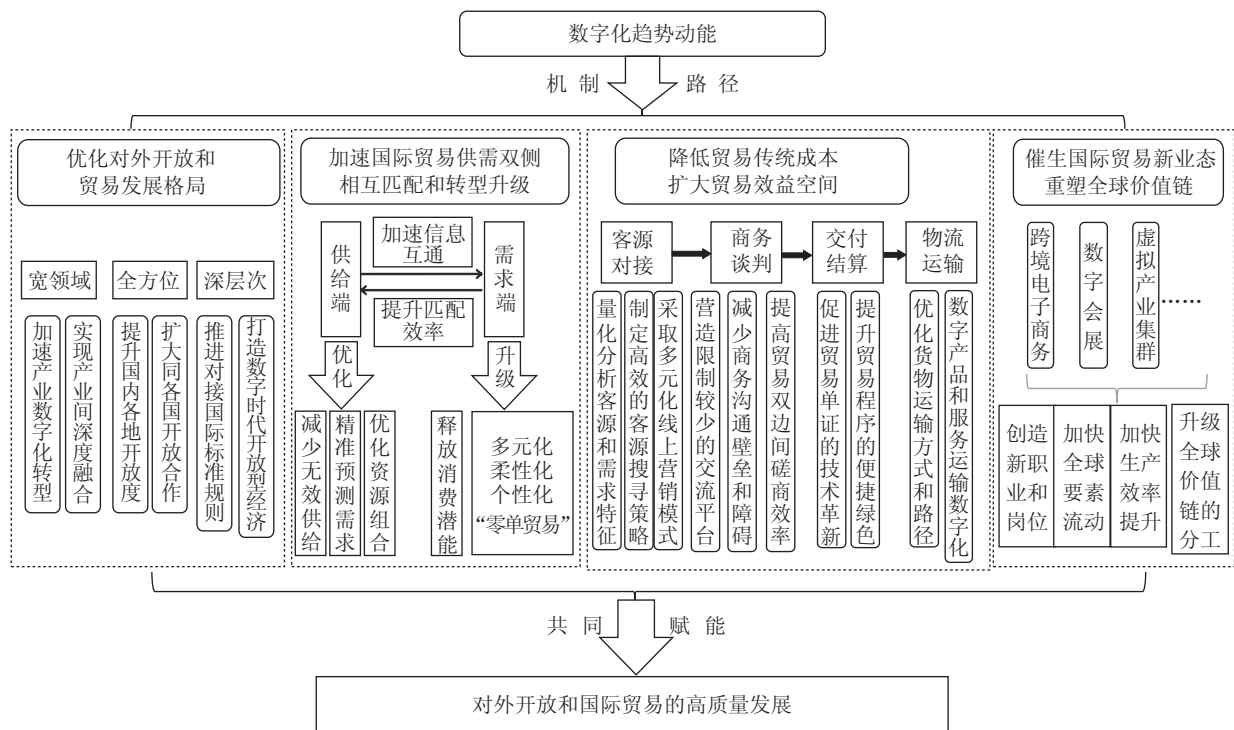 数字化趋势动能
机制 路径
优化对外开放和
贸易发展格局
宽领域
全方位
深层次
加速产业数字化转型
实现产业间深度融合
提升国内各地开放度
扩大同各国开放合作
推进对接国际标准规则
打造数字时代开放型经济
加速国际贸易供需双侧
相互匹配和转型升级
供给端
加速信息
互通
提升匹配
效率
需求端
优化
升级
减少无效供给
精准预测需求
优化资源组合
释放消费潜能
多元化
柔性化
个性化
“零单贸易”
降低贸易传统成本
扩大贸易效益空间
客源
对接
商务
谈判
交付
结算
物流
运输
量化分析客源和需求特征
制定高效的客源搜寻策略
采取多元化线上营销模式
营造限制较少的交流平台
减少商务沟通壁垒和障碍
提高贸易双边间磋商效率
促进贸易单证的技术革新
提升贸易程序的便捷绿色
优化货物运输方式和路径
数字产品和服务运输数字化
催生国际贸易新业态
重塑全球价值链
跨境电子商务
数字会展
虚拟产业集群
……
创造
新职
业和
岗位
加快
全球
要素
流动
加快
生产
效率
提升
升级
全球
价值
链的
分工
共同 赋能
对外开放和国际贸易的高质量发展